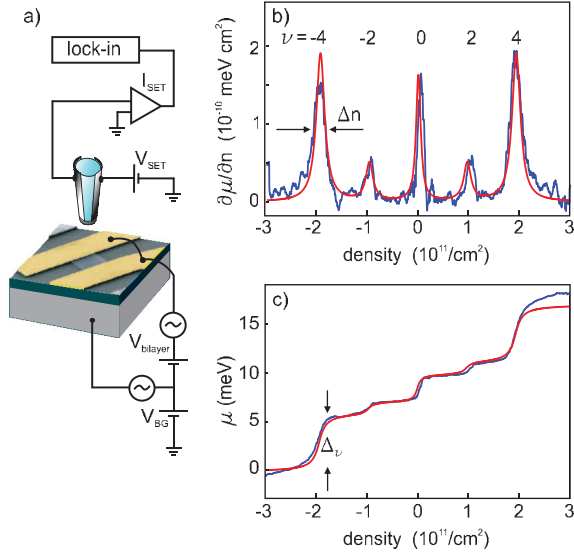 a)
lock-in
I_SET
V_SET
V_bilayer
V_BG
b)
ν = -4 -2 0 2 4
∂μ/∂n (10^-10 meV cm^2)
2
1
0
Δn
-3 -2 -1 0 1 2 3
density (10^11/cm^2)
c)
μ (meV)
15
10
5
0
Δ_ν
-3 -2 -1 0 1 2 3
density (10^11/cm^2)